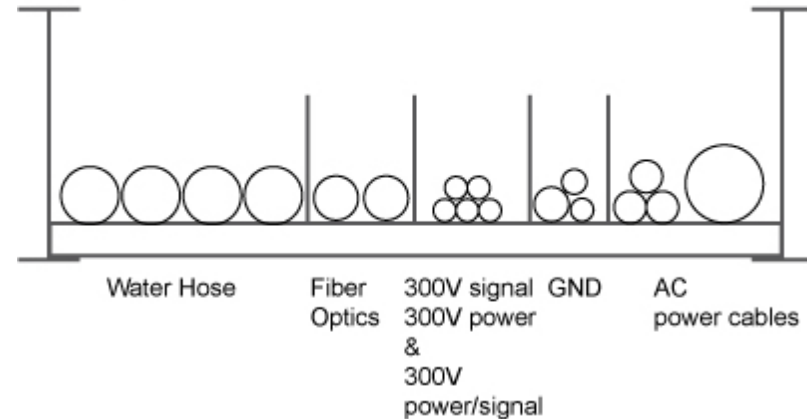 Water Hose
Fiber
Optics
300V signal
300V power
&
300V
power/signal
GND
AC
power cables